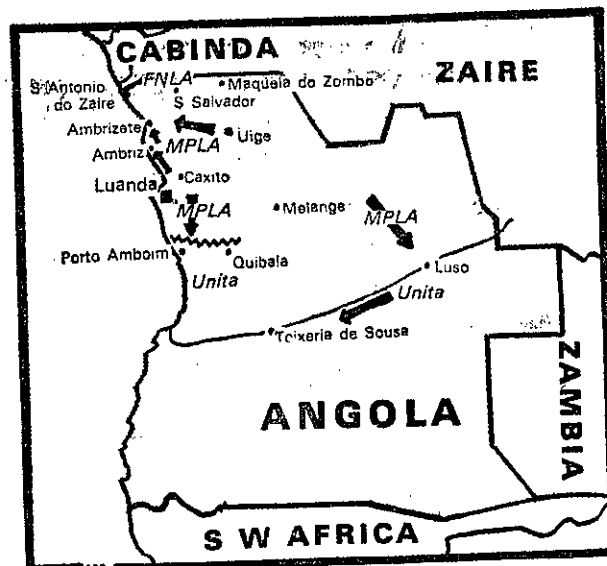 CABINDA
ZAIRE
S Antonio
do Zaire
FNLA
Maquela do Zombo
S Salvador
Ambrizete
Uige
MPLA
Ambriz
Caxito
Luanda
MPLA
Melange
MPLA
Porto Amboim
Quibala
Luso
Unita
Unita
Teixeria de Sousa
ANGOLA
ZAMBIA
S W AFRICA